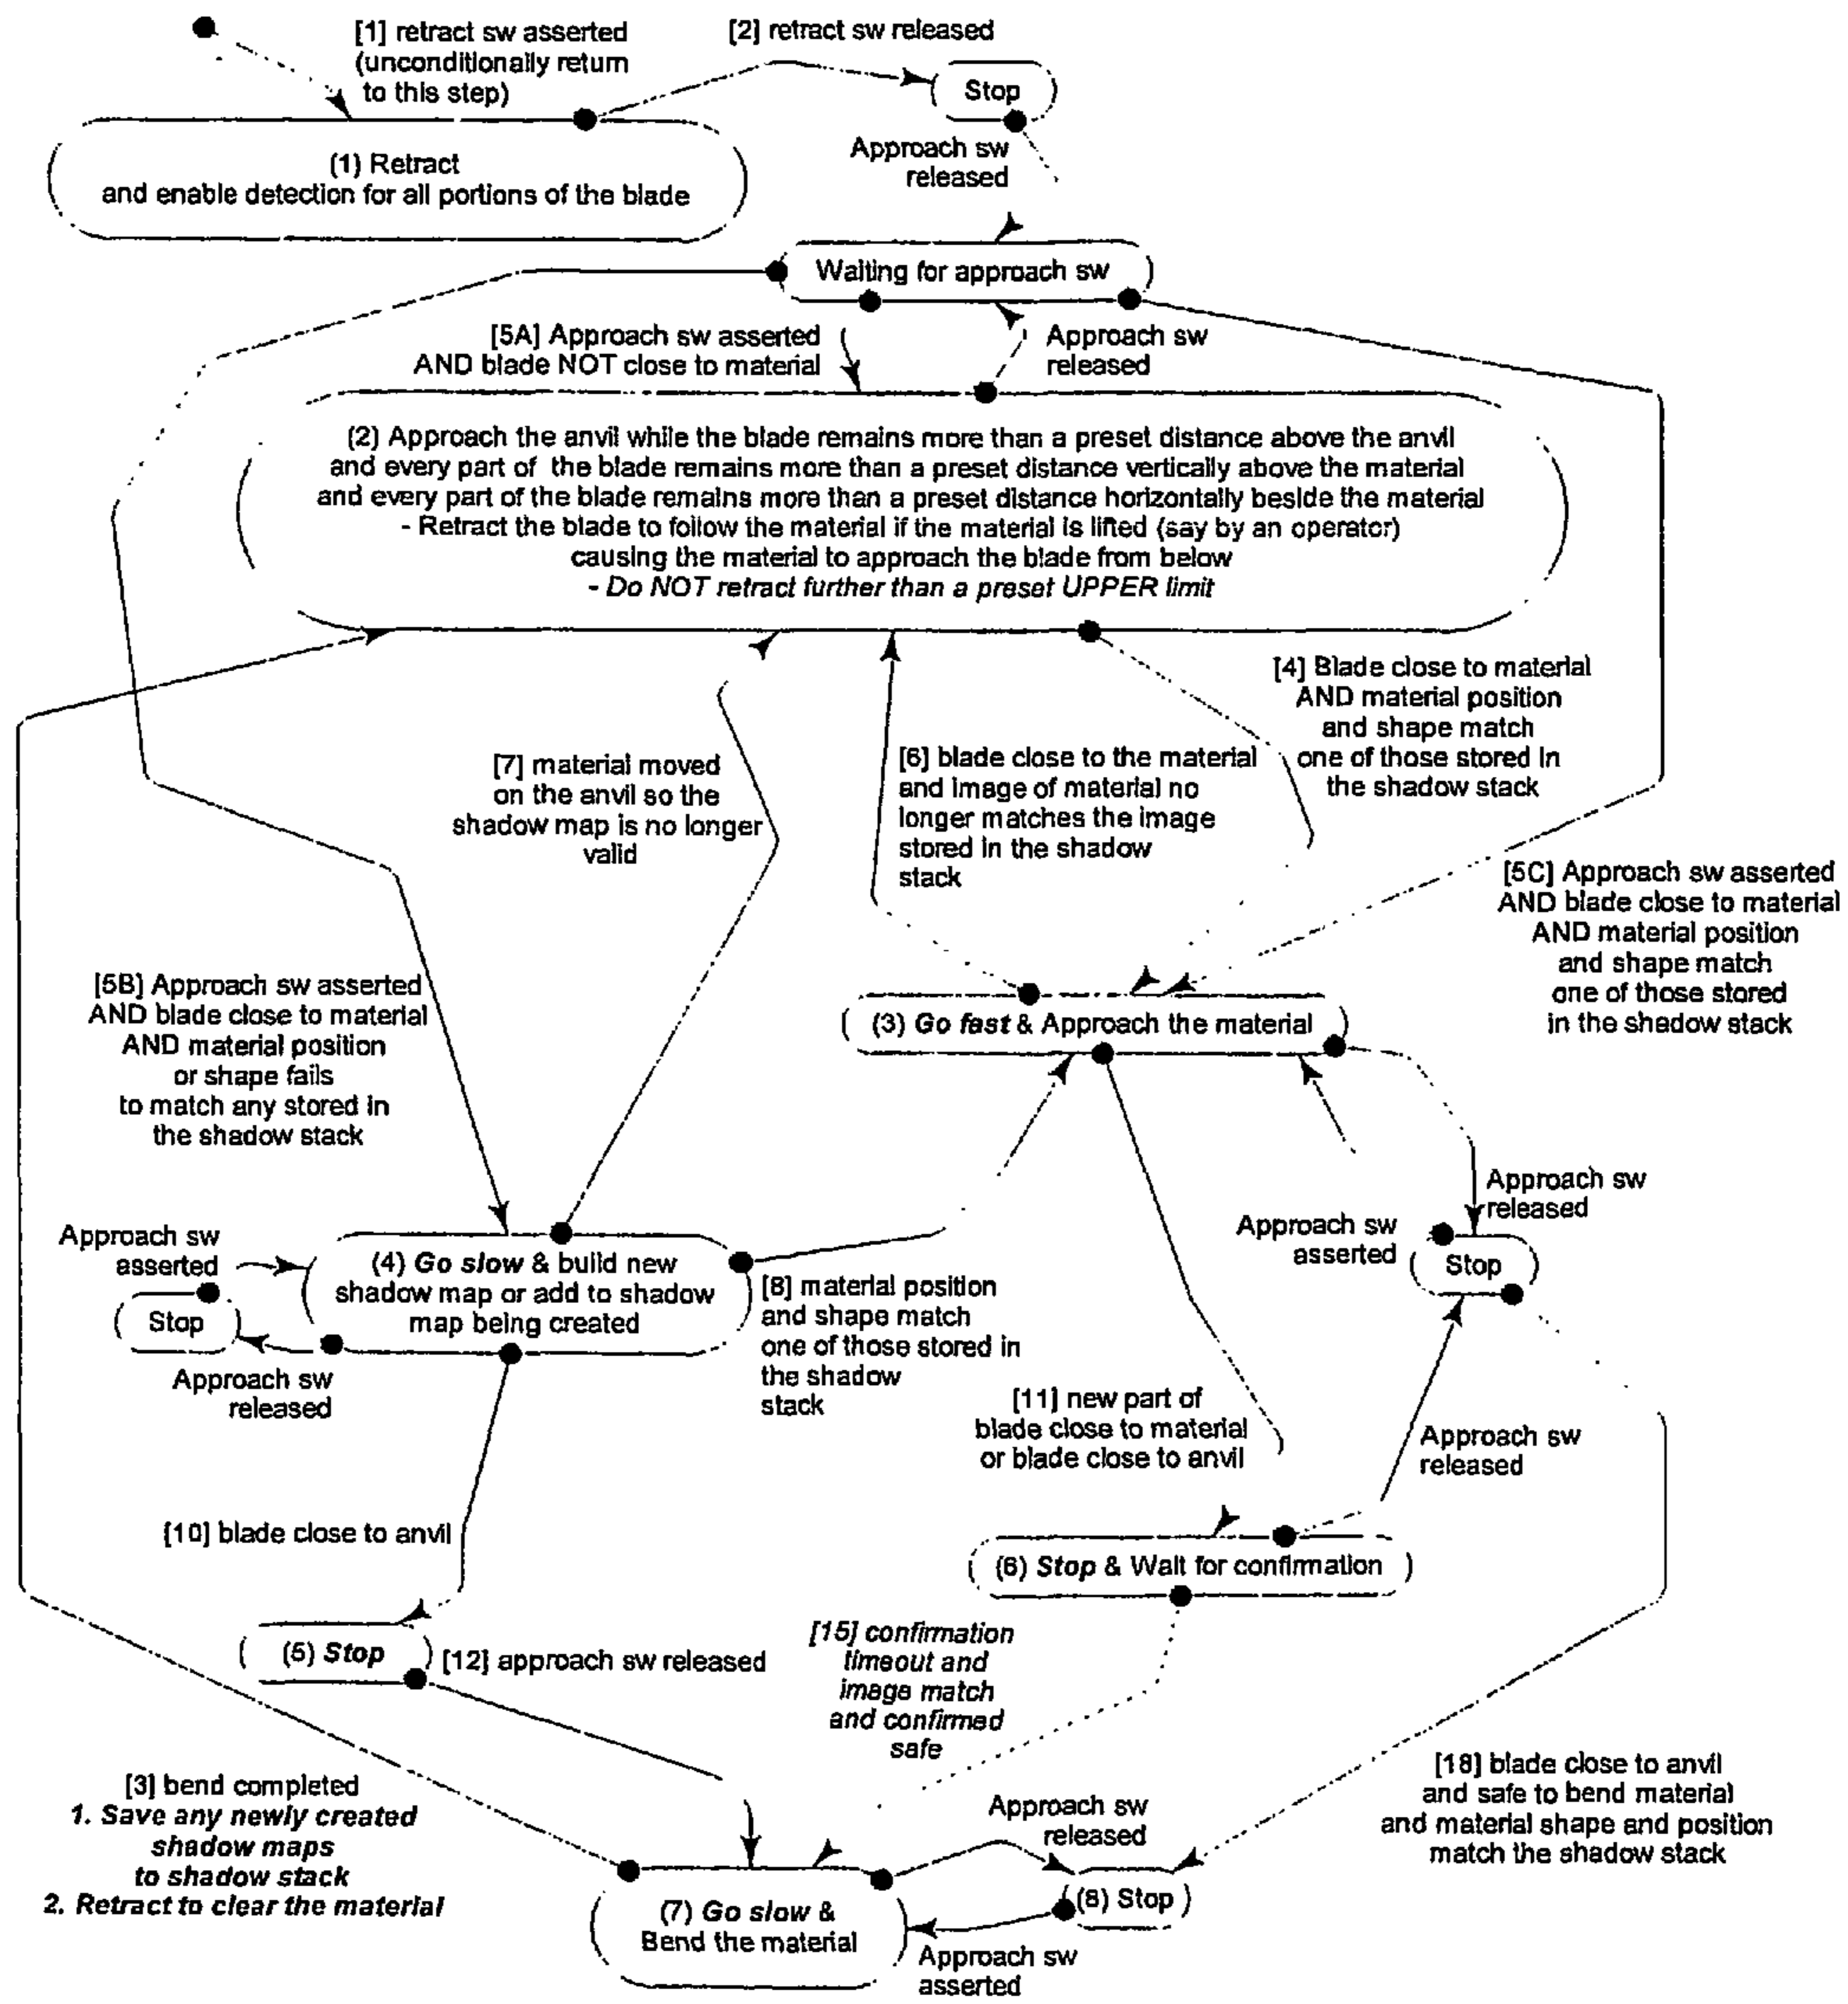 [1] retract sw asserted
(unconditionally return
to this step)
[2] retract sw released
Stop
(1) Retract
and enable detection for all portions of the blade
Approach sw
released
Waiting for approach sw
[5A] Approach sw asserted
AND blade NOT close to material
Approach sw
released
(2) Approach the anvil while the blade remains more than a preset distance above the anvil
and every part of the blade remains more than a preset distance vertically above the material
and every part of the blade remains more than a preset distance horizontally beside the material
- Retract the blade to follow the material if the material is lifted (say by an operator)
causing the material to approach the blade from below
- Do NOT retract further than a preset UPPER limit
[4] Blade close to material
AND material position
and shape match
one of those stored in
the shadow stack
[7] material moved
on the anvil so the
shadow map is no longer
valid
[6] blade close to the material
and image of material no
longer matches the image
stored in the shadow
stack
[5C] Approach sw asserted
AND blade close to material
AND material position
and shape match
one of those stored
in the shadow stack
[5B] Approach sw asserted
AND blade close to material
AND material position
or shape fails
to match any stored in
the shadow stack
(3) Go fast & Approach the material
Approach sw
released
Approach sw
asserted
Stop
Approach sw
asserted
Stop
Approach sw
released
(4) Go slow & build new
shadow map or add to shadow
map being created
[8] material position
and shape match
one of those stored in
the shadow
stack
[11] new part of
blade close to material
or blade close to anvil
Approach sw
released
[10] blade close to anvil
(6) Stop & Wait for confirmation
(5) Stop
[12] approach sw released
[15] confirmation
timeout and
image match
and confirmed
safe
[3] bend completed
1. Save any newly created
shadow maps
to shadow stack
2. Retract to clear the material
[18] blade close to anvil
and safe to bend material
and material shape and position
match the shadow stack
Approach sw
released
(7) Go slow &
Bend the material
(8) Stop
Approach sw
asserted